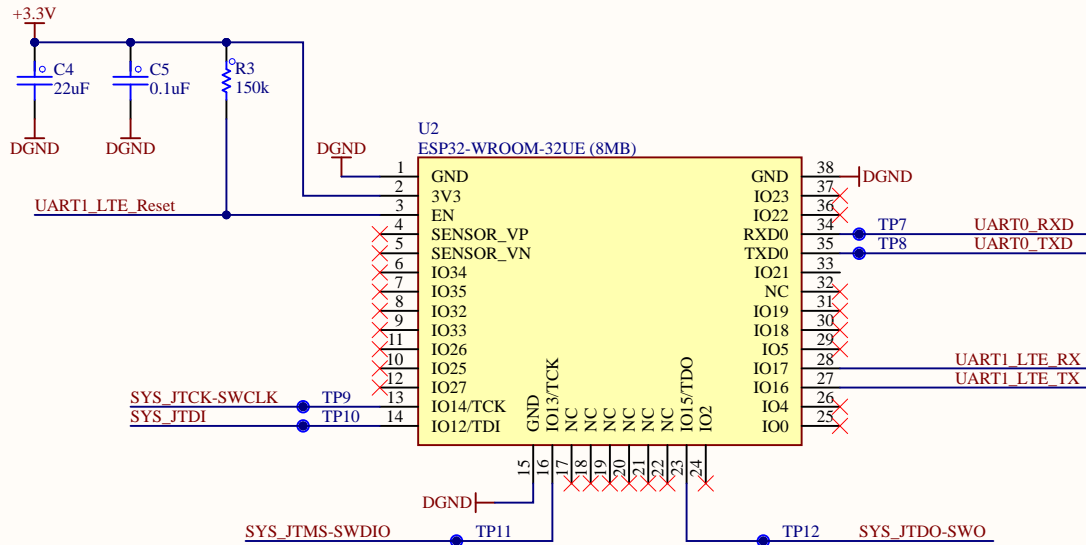 +3.3V
C4
22uF
C5
0.1uF
R3
150k
DGND
DGND
DGND
U2
ESP32-WROOM-32UE (8MB)
UART1_LTE_Reset
1 GND
2 3V3
3 EN
4 SENSOR_VP
5 SENSOR_VN
6 IO34
7 IO35
8 IO32
9 IO33
11 IO26
10 IO25
12 IO27
SYS_JTCK-SWCLK TP9 13 IO14/TCK
SYS_JTDI TP10 14 IO12/TDI
GND 38 DGND
IO23 37
IO22 36
RXD0 34 TP7 UART0_RXD
TXD0 35 TP8 UART0_TXD
IO21 33
NC 32
IO19 31
IO18 30
IO5 29
IO17 28 UART1_LTE_RX
IO16 27 UART1_LTE_TX
IO4 26
IO0 25
GND 15
IO13/TCK 16
NC 17
NC 18
NC 19
NC 20
NC 21
NC 22
IO15/TDO 23
IO2 24
DGND
SYS_JTMS-SWDIO TP11
TP12 SYS_JTDO-SWO